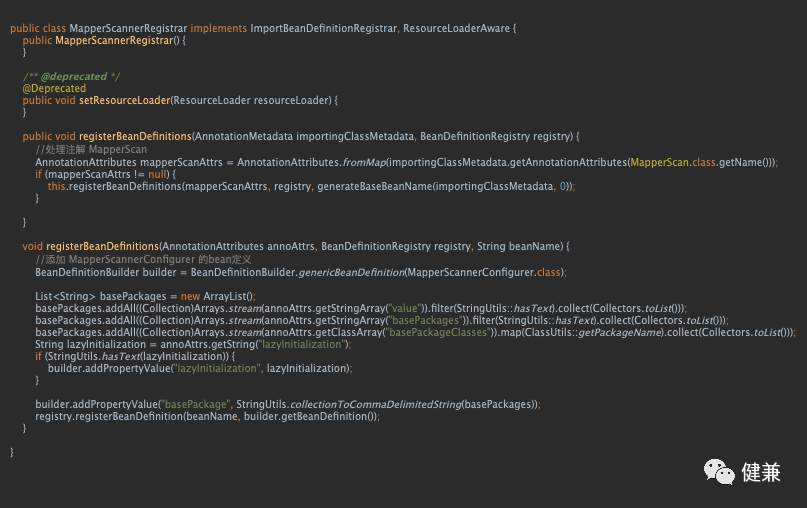 public class MapperScannerRegistrar implements ImportBeanDefinitionRegistrar, ResourceLoaderAware {
public MapperScannerRegistrar() {
}
/** @deprecated */
@Deprecated
public void setResourceLoader(ResourceLoader resourceLoader) {
}
public void registerBeanDefinitions(AnnotationMetadata importingClassMetadata, BeanDefinitionRegistry registry) {
//处理注解 MapperScan
AnnotationAttributes mapperScanAttrs = AnnotationAttributes.fromMap(importingClassMetadata.getAnnotationAttributes(MapperScan.class.getName()));
if (mapperScanAttrs != null) {
this.registerBeanDefinitions(mapperScanAttrs, registry, generateBaseBeanName(importingClassMetadata, 0));
}
}
void registerBeanDefinitions(AnnotationAttributes annoAttrs, BeanDefinitionRegistry registry, String beanName) {
//添加 MapperScannerConfigurer 的bean定义
BeanDefinitionBuilder builder = BeanDefinitionBuilder.genericBeanDefinition(MapperScannerConfigurer.class);
List<String> basePackages = new ArrayList();
basePackages.addAll((Collection)Arrays.stream(annoAttrs.getStringArray("value")).filter(StringUtils::hasText).collect(Collectors.toList()));
basePackages.addAll((Collection)Arrays.stream(annoAttrs.getStringArray("basePackages")).filter(StringUtils::hasText).collect(Collectors.toList()));
basePackages.addAll((Collection)Arrays.stream(annoAttrs.getClassArray("basePackageClasses")).map(ClassUtils::getPackageName).collect(Collectors.toList()));
String lazyInitialization = annoAttrs.getString("lazyInitialization");
if (StringUtils.hasText(lazyInitialization)) {
builder.addPropertyValue("lazyInitialization", lazyInitialization);
}
builder.addPropertyValue("basePackage", StringUtils.collectionToCommaDelimitedString(basePackages));
registry.registerBeanDefinition(beanName, builder.getBeanDefinition());
}
}
健兼